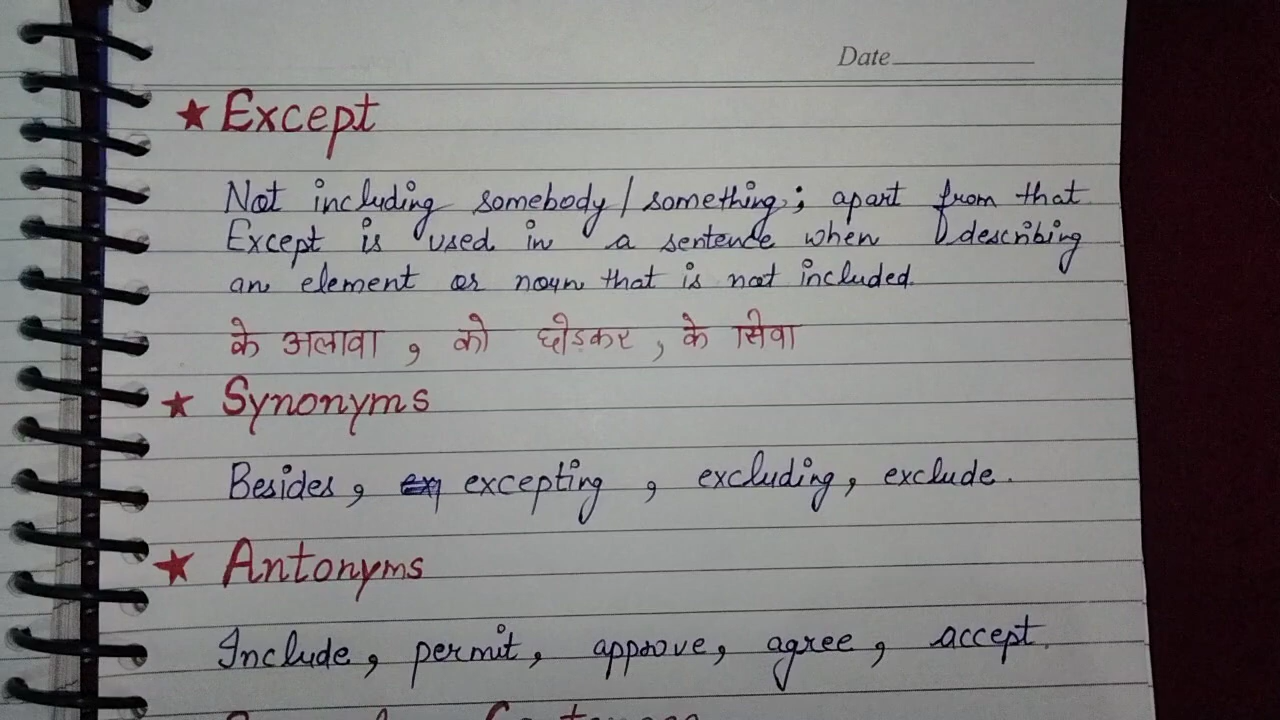 Date
★ Except
Not including somebody/something; apart from that
Except is used in a sentence when describing
an element or noun that is not included.
के अलावा, को छोड़कर, के सिवा
★ Synonyms
Besides, excepting, excluding, exclude.
★ Antonyms
Include, permit, approve, agree, accept.